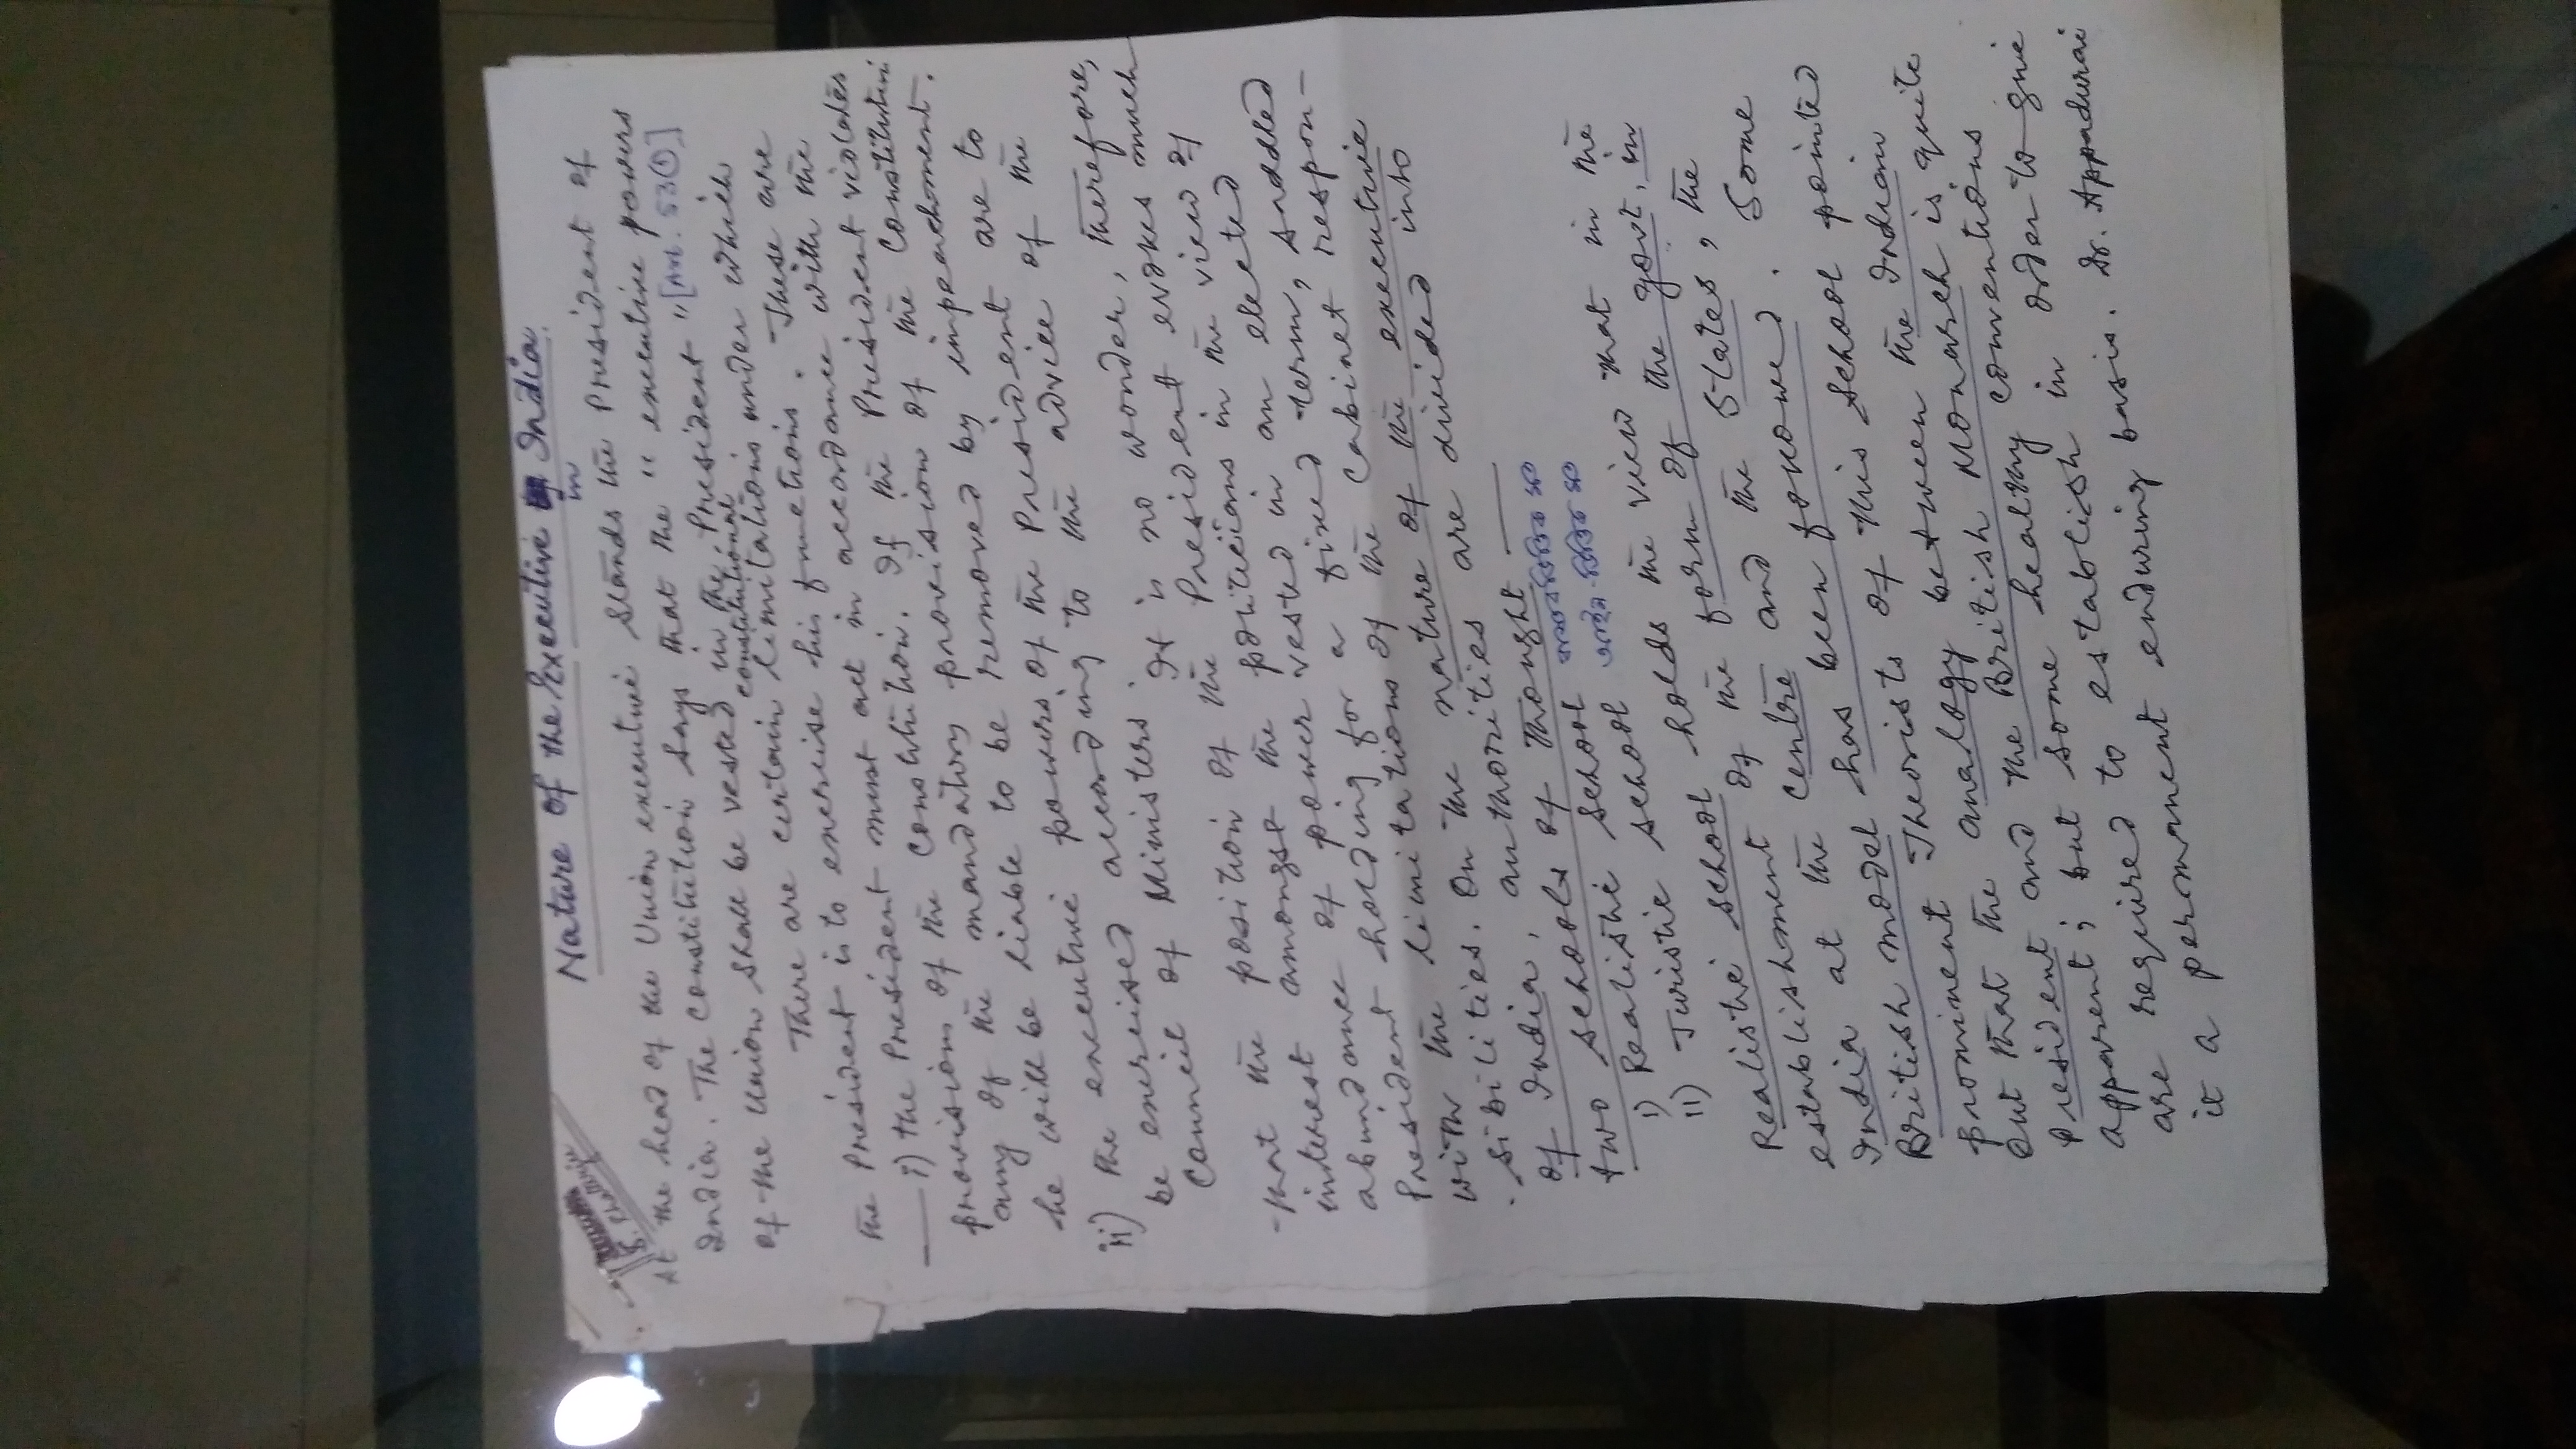 Nature of the Executive in India
At the head of the Union executive stands the President of
India. The Constitution says that the "executive powers
of the Union shall be vested in the President" [Art. 53(1)]
There are certain constitutional limitations under which
the President is to exercise his functions. These are
i) the President must act in accordance with the
provisions of the Constitution. If the President violates
any of the mandatory provision of the Constitution
he will be liable to be removed by impeachment.
ii) The executive powers of the President are to
be exercised according to the advice of the
Council of Ministers.
It is no wonder, therefore,
that the position of the President evokes much
interest amongst the politicians in the view of
abundance of power vested in an elected
President holding for a fixed term, saddled
with the limitations of the Cabinet respon-
sibilities. On the nature of the executive
of India, authorities are divided into
two schools of Thought
i) Realistic School
ii) Juristic School
Realistic school holds the view that in the
establishment of the form of the govt. in
India at the Centre and the States, the
British model has been followed. Some
prominent Theorists of this school pointed
out that the analogy between the Indian
President and the British Monarch is quite
apparent; but some healthy conventions
are required to establish in order to give
it a permanent enduring basis. Dr. Appadurai